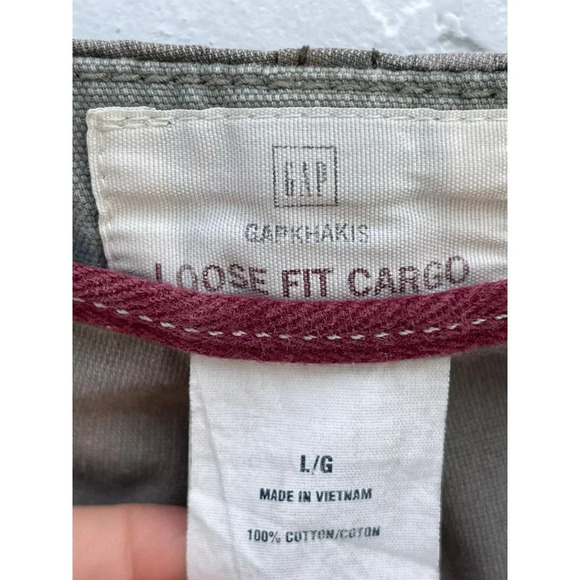 GAP
GAPKHAKIS
LOOSE FIT CARGO
L/G
MADE IN VIETNAM
100% COTTON/COTON